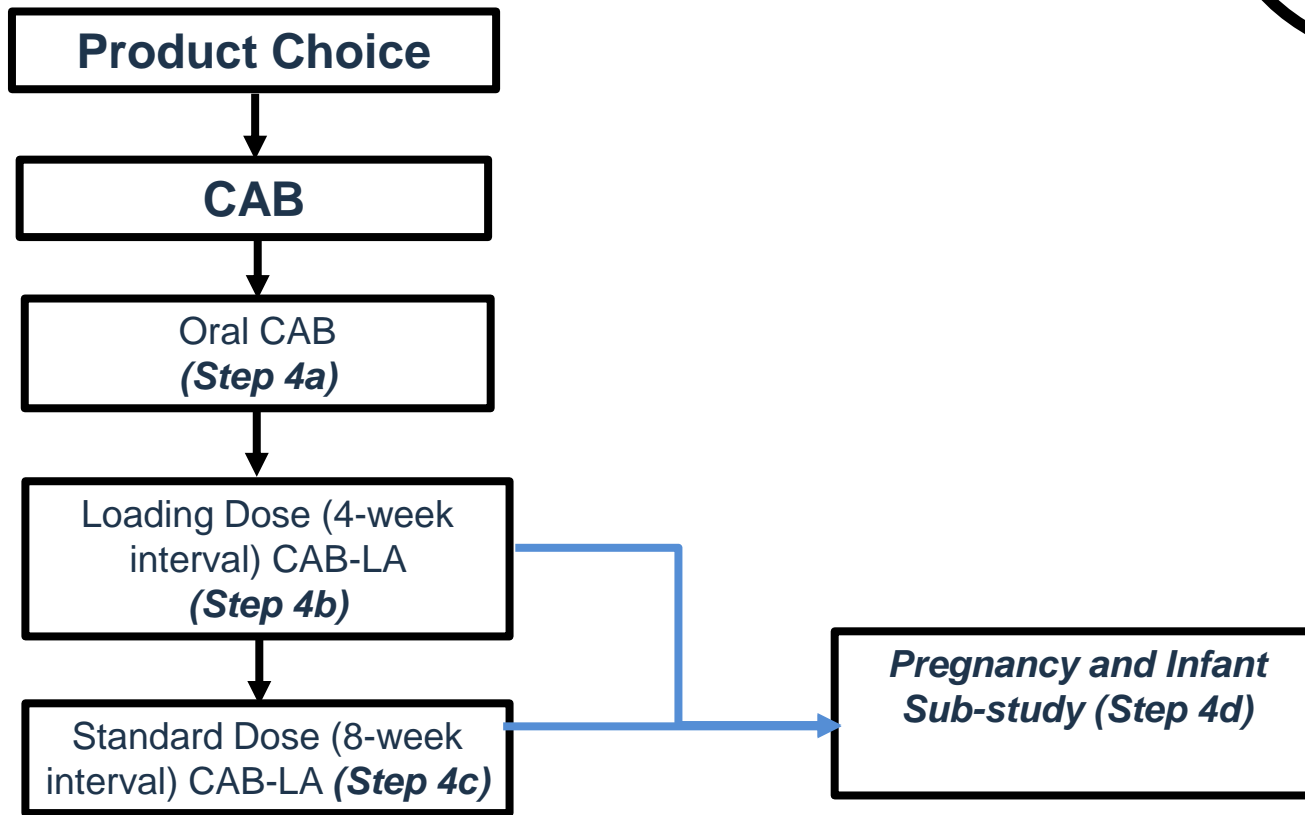 Product Choice
CAB
Oral CAB
(Step 4a)
Loading Dose (4-week
interval) CAB-LA
(Step 4b)
Standard Dose (8-week
interval) CAB-LA (Step 4c)
Pregnancy and Infant
Sub-study (Step 4d)